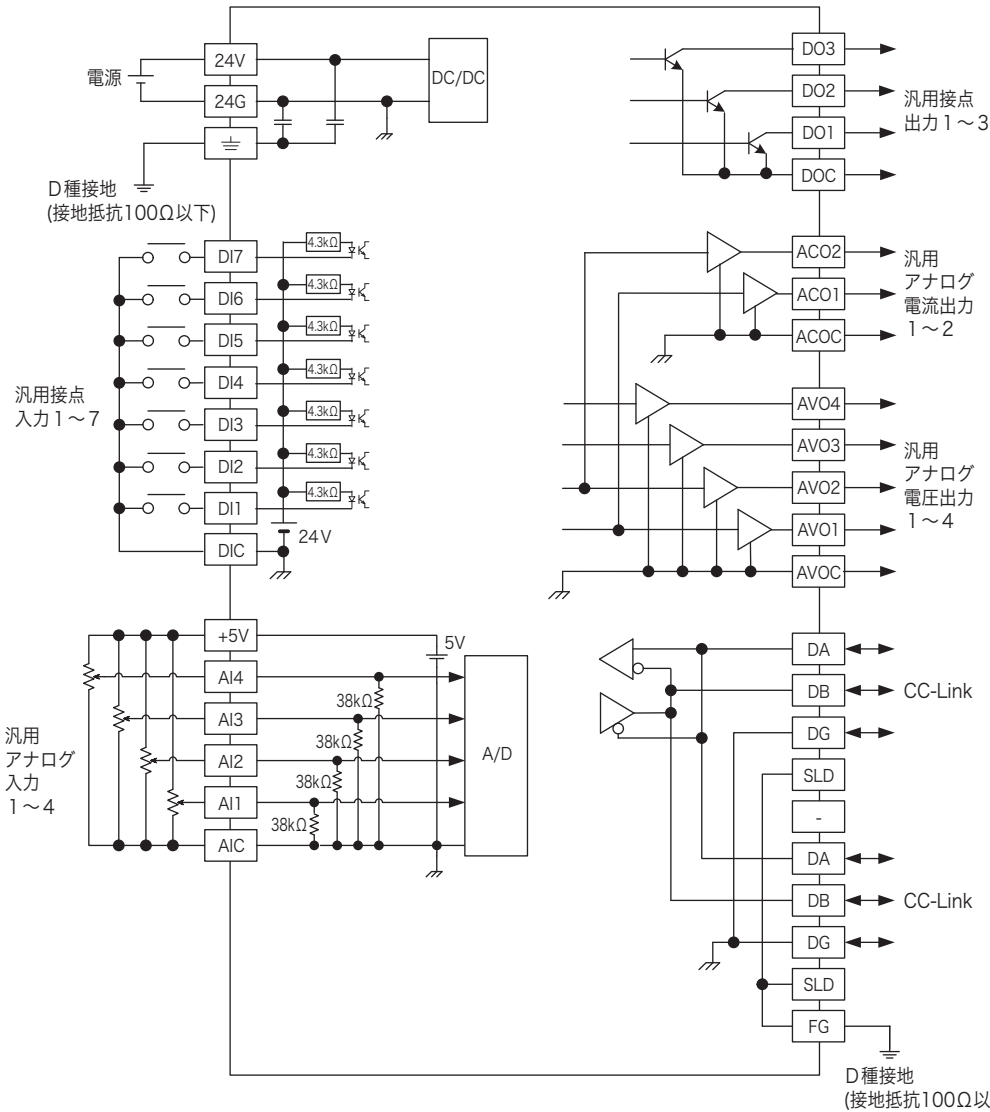 24V
電源
24G
DC/DC
D種接地
(接地抵抗100Ω以下)
DI7
4.3kΩ
DI6
4.3kΩ
DI5
4.3kΩ
DI4
4.3kΩ
DI3
4.3kΩ
DI2
4.3kΩ
DI1
4.3kΩ
DIC
24V
汎用接点
入力1～7
+5V
5V
AI4
38kΩ
AI3
38kΩ
AI2
38kΩ
AI1
38kΩ
AIC
A/D
汎用
アナログ
入力
1～4
DO3
DO2
DO1
DOC
汎用接点
出力1～3
ACO2
ACO1
ACOC
汎用
アナログ
電流出力
1～2
AVO4
AVO3
AVO2
AVO1
AVOC
汎用
アナログ
電圧出力
1～4
DA
DB
CC-Link
DG
SLD
-
DA
DB
CC-Link
DG
SLD
FG
D種接地
(接地抵抗100Ω以